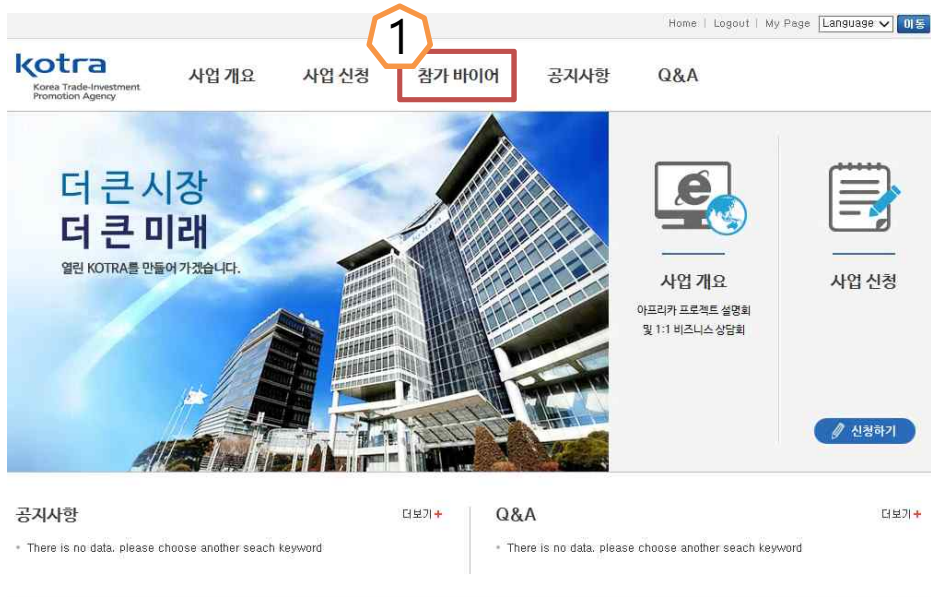 Home | Logout | My Page Language 이동
1
kotra
Korea Trade-Investment
Promotion Agency
사업 개요 사업 신청 참가 바이어 공지사항 Q&A
더 큰 시장
더 큰 미래
열린 KOTRA를 만들어 가겠습니다.
사업 개요
아프리카 프로젝트 설명회
및 1:1 비즈니스 상담회
사업 신청
신청하기
공지사항 더보기+
There is no data. please choose another seach keyword
Q&A 더보기+
There is no data. please choose another seach keyword